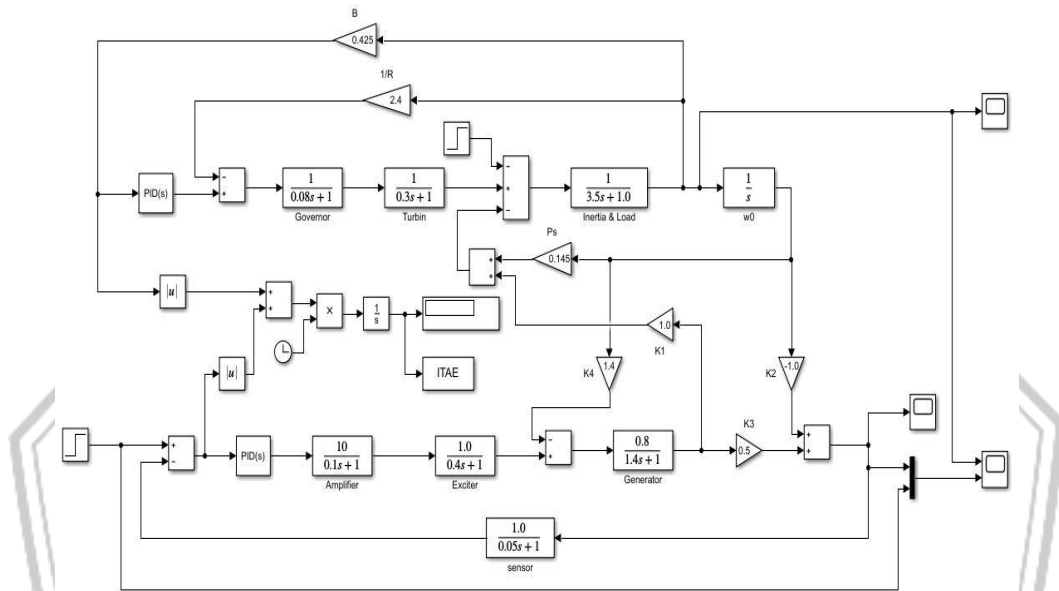 B
0.425
1/R
2.4
PID(s)
−
+
1
0.08s + 1
Governor
1
0.3s + 1
Turbin
−
+
−
1
3.5s + 1.0
Inertia & Load
1
s
w0
Ps
0.145
+
+
|u|
+
+
×
1
s
1.0
K1
|u|
ITAE
K4
1.4
K2
-1.0
+
−
PID(s)
10
0.1s + 1
Amplifier
1.0
0.4s + 1
Exciter
−
+
0.8
1.4s + 1
Generator
K3
0.5
+
+
1.0
0.05s + 1
sensor